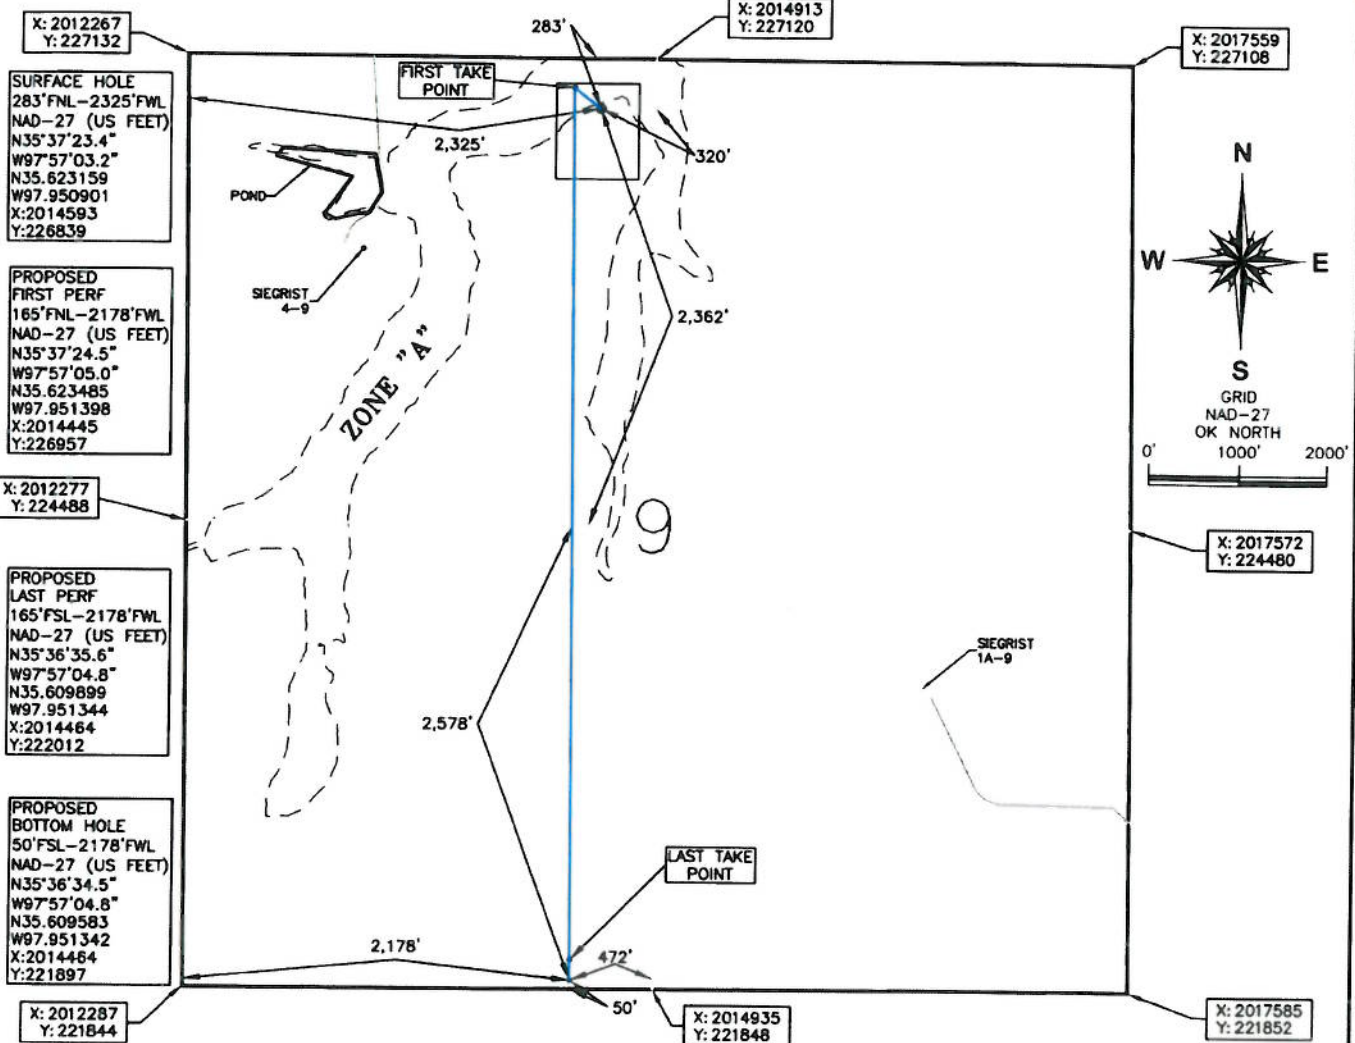 X: 2012267
Y: 227132
283'
X: 2014913
Y: 227120
X: 2017559
Y: 227108
SURFACE HOLE
283'FNL-2325'FWL
NAD-27 (US FEET)
N35°37'23.4"
W97°57'03.2"
N35.623159
W97.950901
X:2014593
Y:226839
FIRST TAKE
POINT
2,325'
320'
POND
N
W
E
S
GRID
NAD-27
OK NORTH
0'
1000'
2000'
PROPOSED
FIRST PERF
165'FNL-2178'FWL
NAD-27 (US FEET)
N35°37'24.5"
W97°57'05.0"
N35.623485
W97.951398
X:2014445
Y:226957
SIEGRIST
4-9
2,362'
ZONE "A"
X: 2012277
Y: 224488
9
X: 2017572
Y: 224480
PROPOSED
LAST PERF
165'FSL-2178'FWL
NAD-27 (US FEET)
N35°36'35.6"
W97°57'04.8"
N35.609899
W97.951344
X:2014464
Y:222012
SIEGRIST
1A-9
2,578'
PROPOSED
BOTTOM HOLE
50'FSL-2178'FWL
NAD-27 (US FEET)
N35°36'34.5"
W97°57'04.8"
N35.609583
W97.951342
X:2014464
Y:221897
LAST TAKE
POINT
2,178'
472'
50'
X: 2012287
Y: 221844
X: 2014935
Y: 221848
X: 2017585
Y: 221852